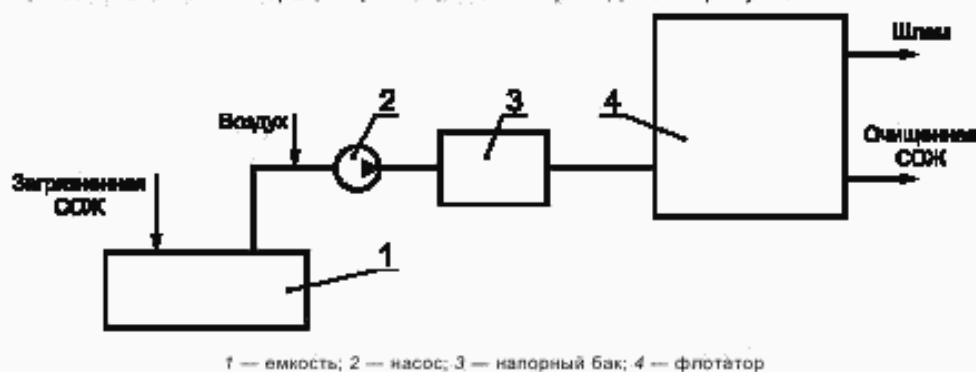 Шлам
2
3
4
Воздух
Очищенная
СОЖ
Загрязненная
СОЖ
1
1 — емкость; 2 — насос; 3 — напорный бак; 4 — флотатор